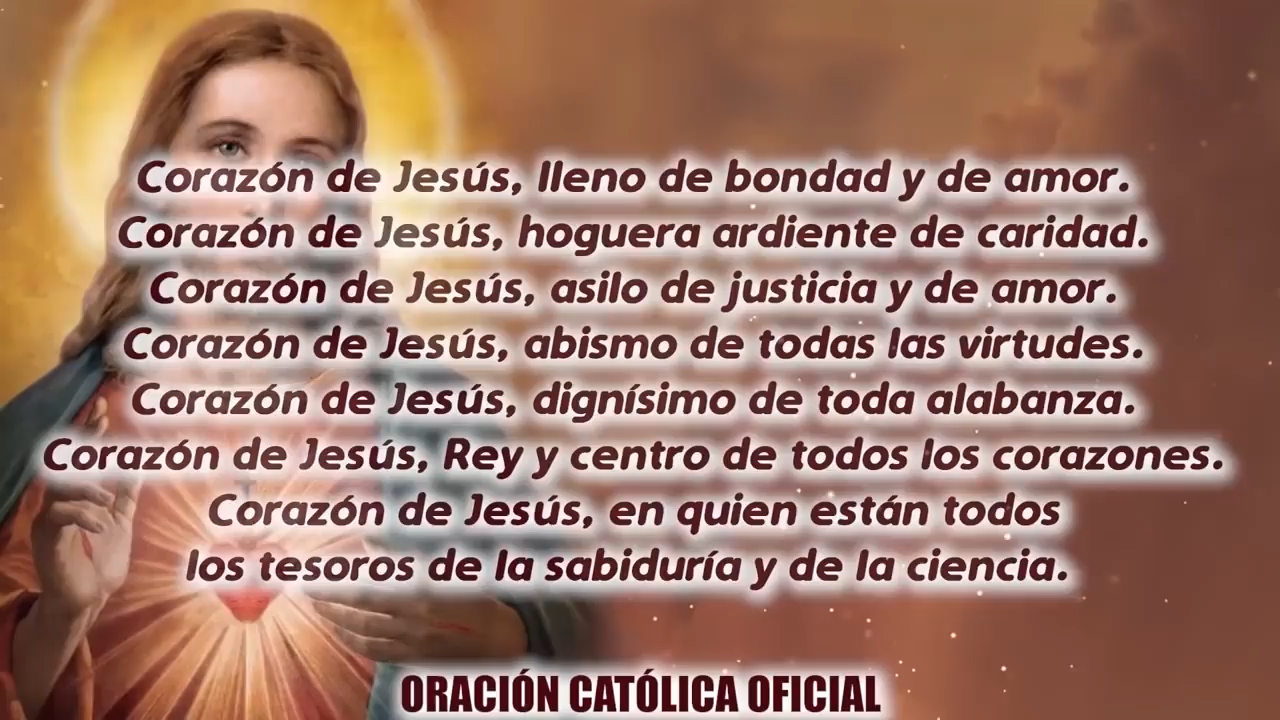 Corazón de Jesús, lleno de bondad y de amor.
Corazón de Jesús, hoguera ardiente de caridad.
Corazón de Jesús, asilo de justicia y de amor.
Corazón de Jesús, abismo de todas las virtudes.
Corazón de Jesús, dignísimo de toda alabanza.
Corazón de Jesús, Rey y centro de todos los corazones.
Corazón de Jesús, en quien están todos
los tesoros de la sabiduría y de la ciencia.
ORACIÓN CATÓLICA OFICIAL